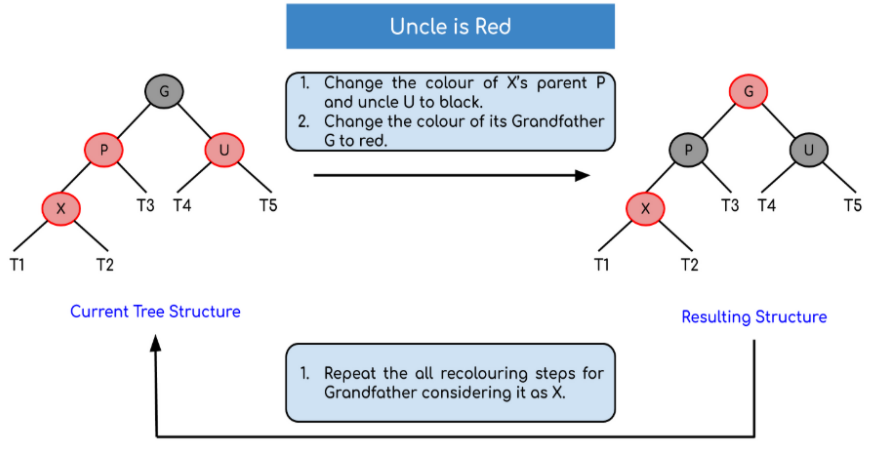 Uncle is Red
1. Change the colour of X's parent P
and uncle U to black.
2. Change the colour of its Grandfather
G to red.
G
P
U
X
T3
T4
T5
T1
T2
G
P
U
X
T3
T4
T5
T1
T2
Current Tree Structure
Resulting Structure
1. Repeat the all recolouring steps for
Grandfather considering it as X.